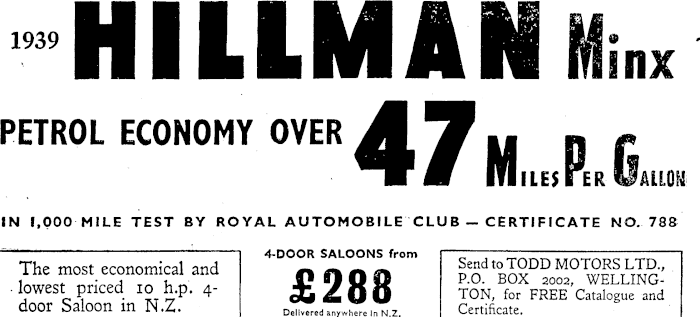 1939 HILLMAN Minx
PETROL ECONOMY OVER 47 MILES PER GALLON
IN 1,000 MILE TEST BY ROYAL AUTOMOBILE CLUB — CERTIFICATE NO. 788
The most economical and
lowest priced 10 h.p. 4-
door Saloon in N.Z.
4-DOOR SALOONS from
£288
Delivered anywhere in N.Z.
Send to TODD MOTORS LTD.,
P.O. BOX 2002, WELLING-
TON, for FREE Catalogue and
Certificate.